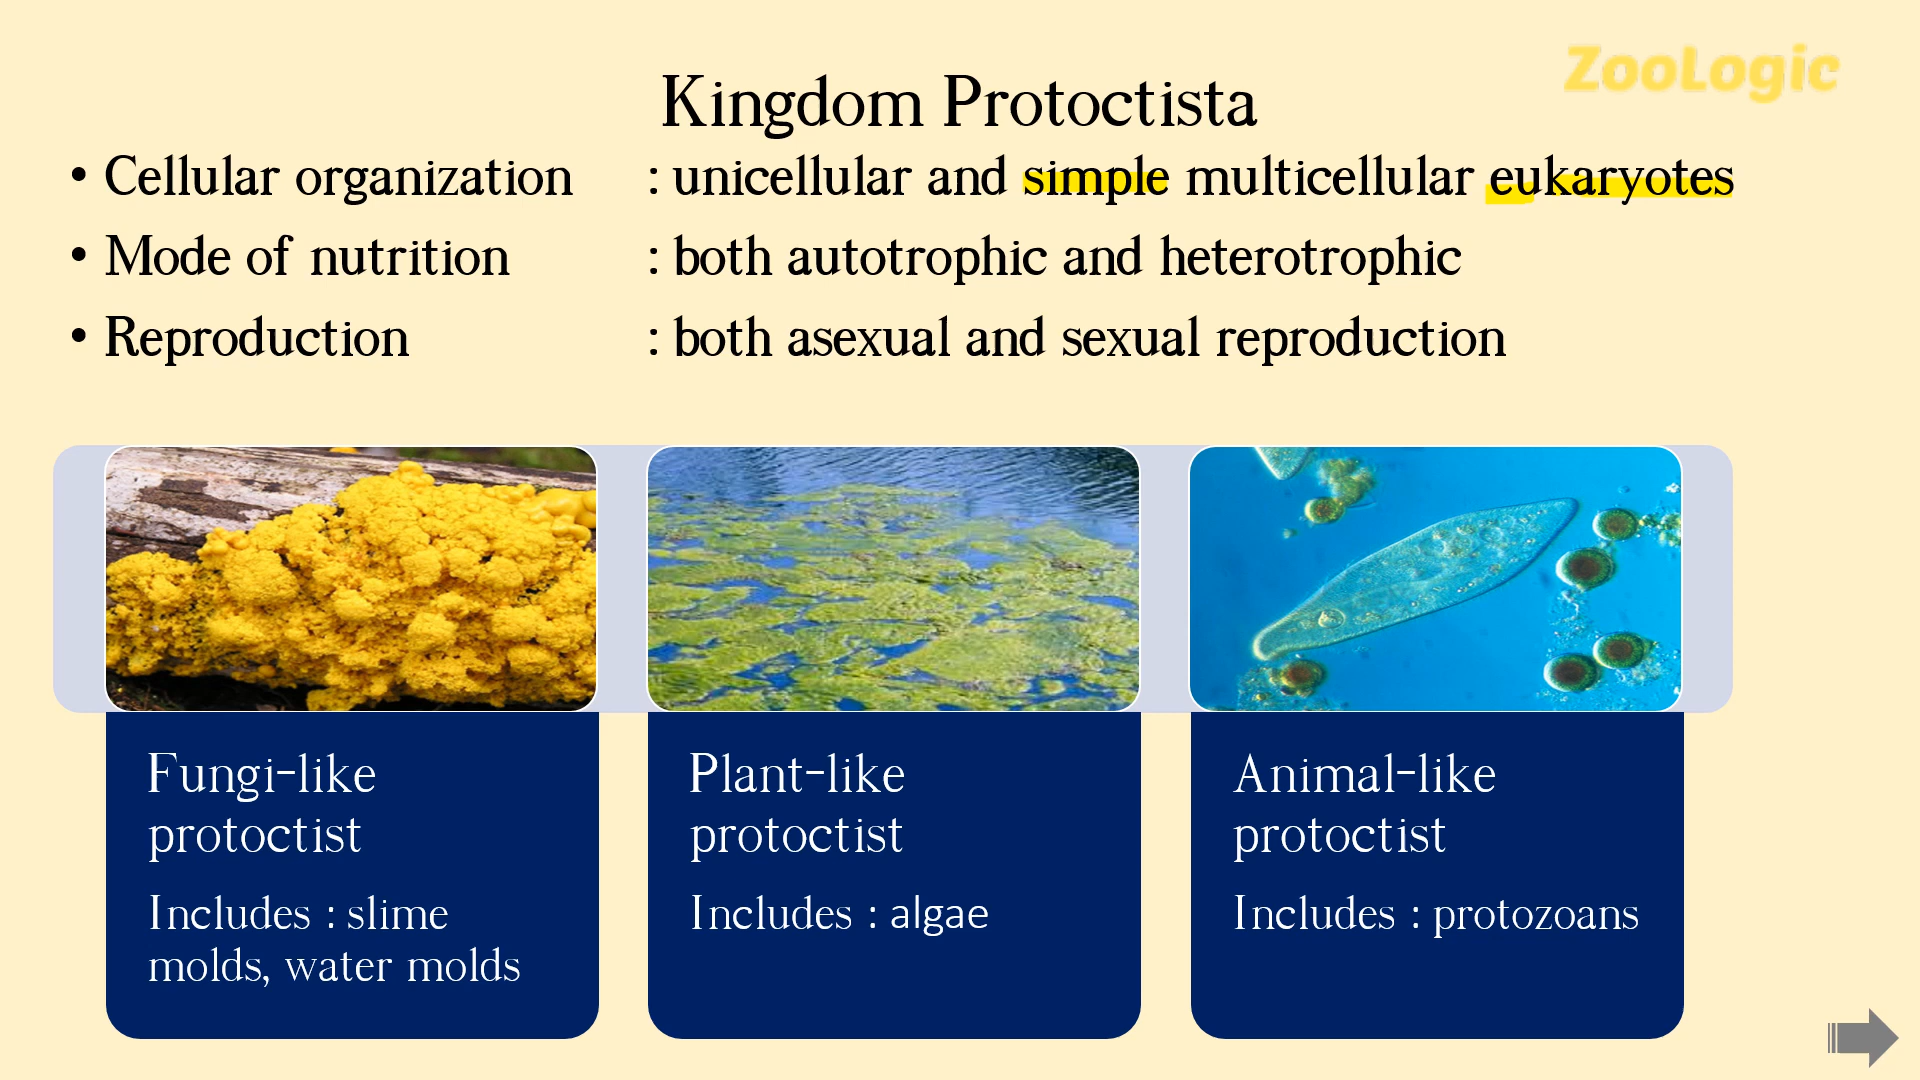 ZooLogic
Kingdom Protoctista
• Cellular organization : unicellular and simple multicellular eukaryotes
• Mode of nutrition : both autotrophic and heterotrophic
• Reproduction : both asexual and sexual reproduction
Fungi-like
protoctist
Includes : slime
molds, water molds
Plant-like
protoctist
Includes : algae
Animal-like
protoctist
Includes : protozoans